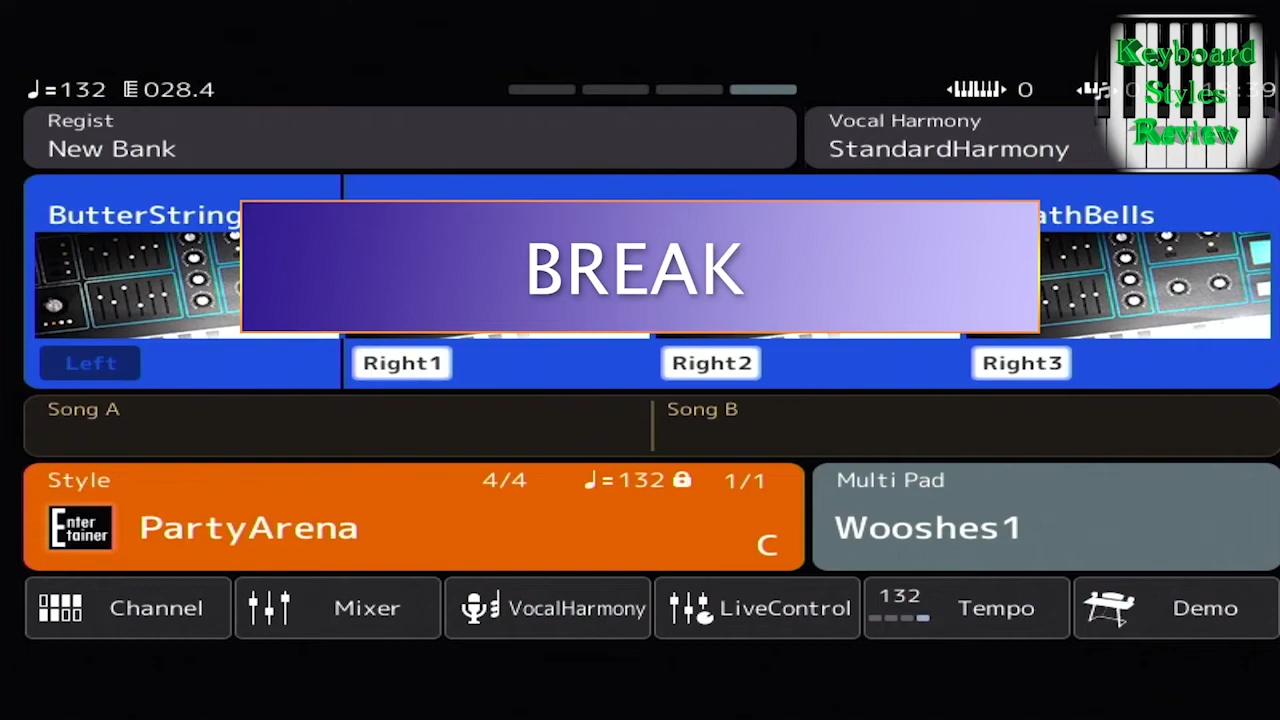 =132 028.4
0
Keyboard
Styles
Review
Regist
New Bank
Vocal Harmony
StandardHarmony
ButterString
athBells
BREAK
Left
Right1
Right2
Right3
Song A
Song B
Style
4/4
=132
1/1
Enter
tainer
PartyArena
C
Multi Pad
Wooshes1
Channel
Mixer
VocalHarmony
LiveControl
132
Tempo
Demo